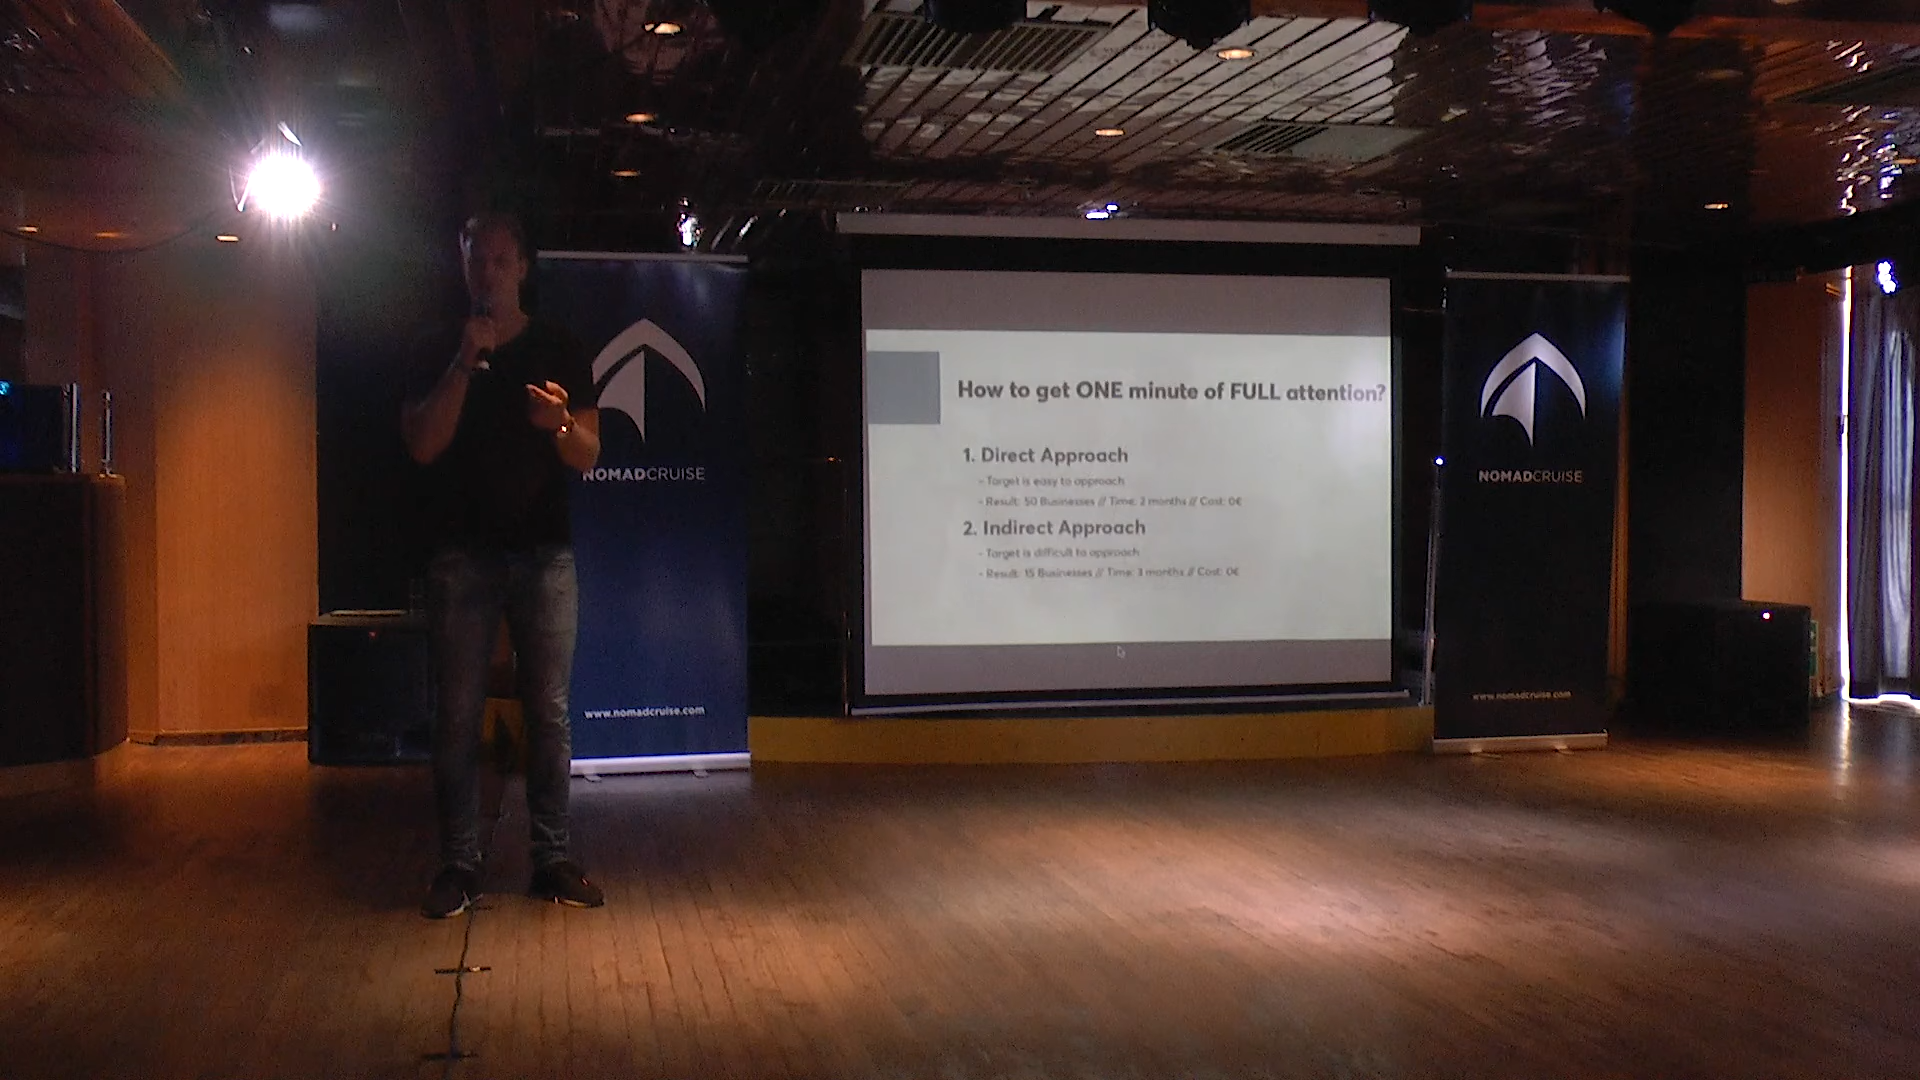 How to get ONE minute of FULL attention?
1. Direct Approach
- Target is easy to approach
- Result: 50 Businesses // Time: 2 months // Cost: 0€
2. Indirect Approach
- Target is difficult to approach
- Result: 15 Businesses // Time: 3 months // Cost: 0€
NOMADCRUISE
www.nomadcruise.com
NOMADCRUISE
www.nomadcruise.com